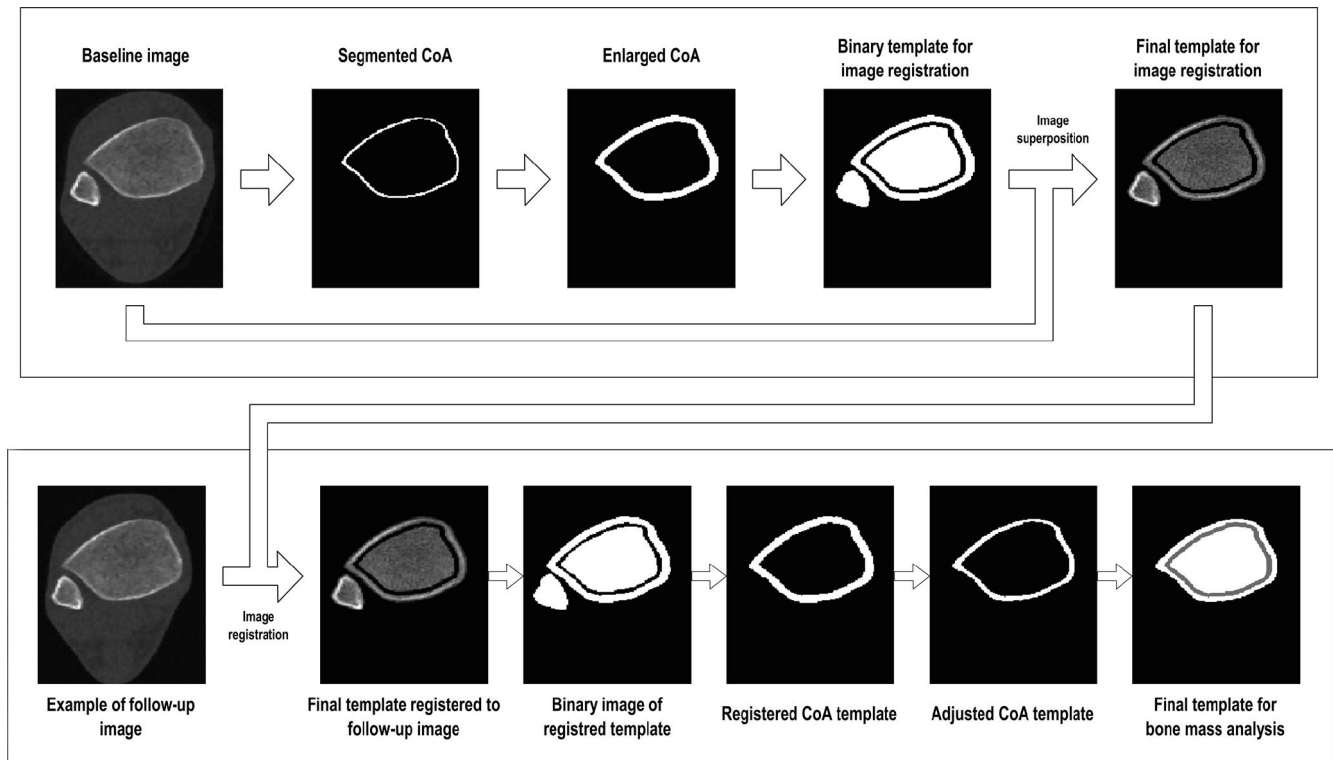 Baseline image
Segmented CoA
Enlarged CoA
Binary template for
image registration
Image
superposition
Final template for
image registration
Image
registration
Example of follow-up
image
Final template registered to
follow-up image
Binary image of
registred template
Registered CoA template
Adjusted CoA template
Final template for
bone mass analysis